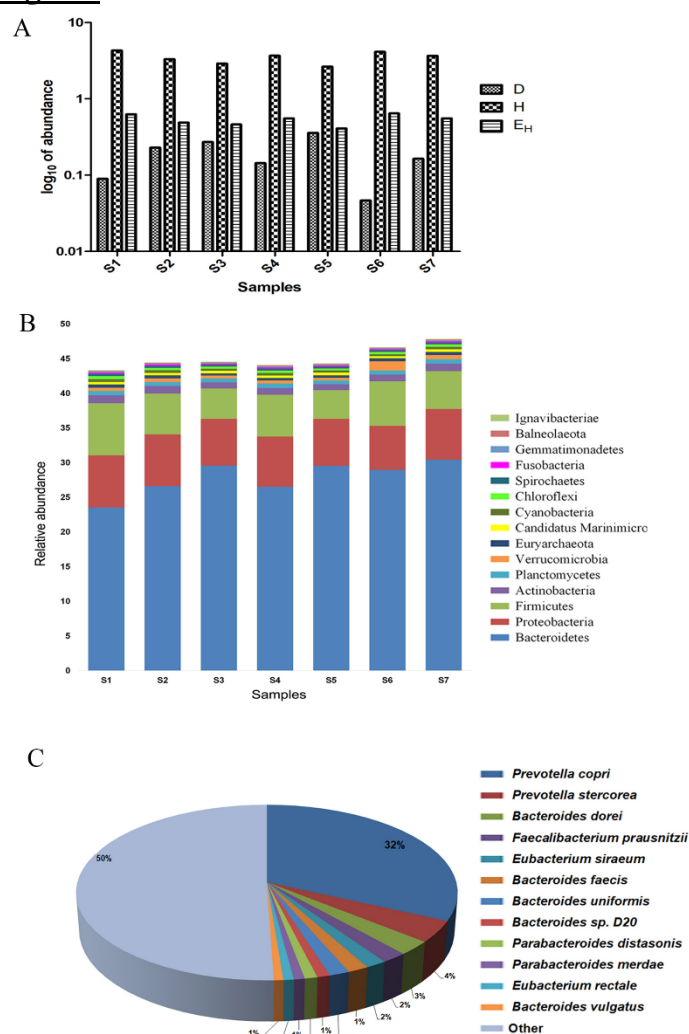 A
10
1
0.1
0.01
log10 of abundance
S1 S2 S3 S4 S5 S6 S7
Samples
D
H
EH
B
50
45
40
35
30
25
20
15
10
5
0
Relative abundance
S1 S2 S3 S4 S5 S6 S7
Samples
Ignavibacteriae
Balneolaeota
Gemmatimonadetes
Fusobacteria
Spirochaetes
Chloroflexi
Cyanobacteria
Candidatus Marinimicro
Euryarchaeota
Verrucomicrobia
Planctomycetes
Actinobacteria
Firmicutes
Proteobacteria
Bacteroidetes
C
50%
32%
4%
3%
2%
2%
1%
1%
1%
Prevotella copri
Prevotella stercorea
Bacteroides dorei
Faecalibacterium prausnitzii
Eubacterium siraeum
Bacteroides faecis
Bacteroides uniformis
Bacteroides sp. D20
Parabacteroides distasonis
Parabacteroides merdae
Eubacterium rectale
Bacteroides vulgatus
Other